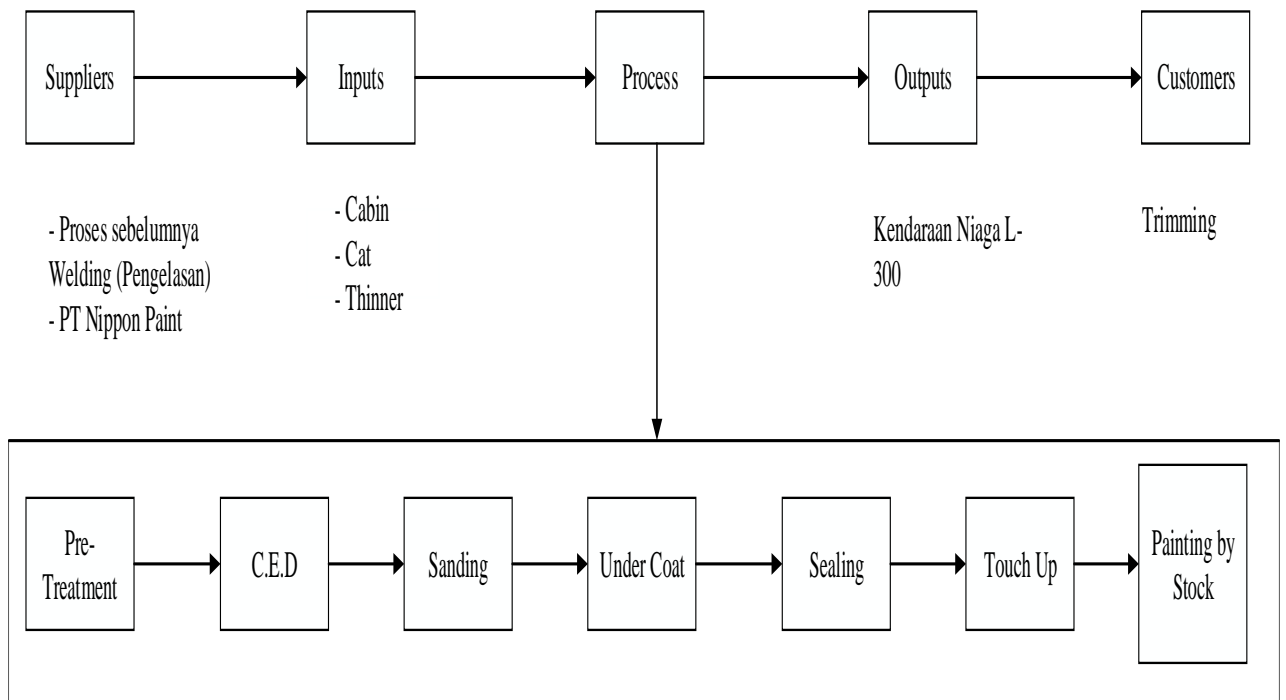 Suppliers
Inputs
Process
Outputs
Customers
- Proses sebelumnya
Welding (Pengelasan)
- PT Nippon Paint
- Cabin
- Cat
- Thinner
Kendaraan Niaga L-
300
Trimming
Pre-
Treatment
C.E.D
Sanding
Under Coat
Sealing
Touch Up
Painting by
Stock